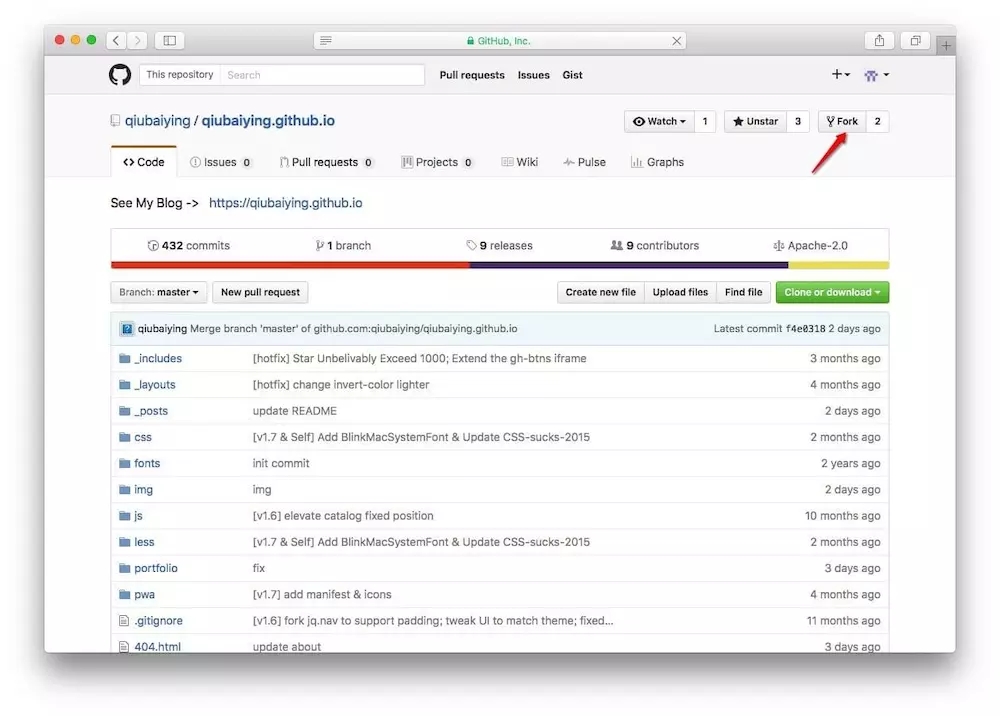 GitHub, Inc.
This repository Search Pull requests Issues Gist
qiubaiying / qiubaiying.github.io Watch 1 Unstar 3 Fork 2
Code Issues 0 Pull requests 0 Projects 0 Wiki Pulse Graphs
See My Blog -> https://qiubaiying.github.io
432 commits 1 branch 9 releases 9 contributors Apache-2.0
Branch: master New pull request Create new file Upload files Find file Clone or download
qiubaiying Merge branch 'master' of github.com:qiubaiying/qiubaiying.github.io Latest commit f4e0318 2 days ago
_includes [hotfix] Star Unbelivably Exceed 1000; Extend the gh-btns iframe 3 months ago
_layouts [hotfix] change invert-color lighter 4 months ago
_posts update README 2 days ago
css [v1.7 & Self] Add BlinkMacSystemFont & Update CSS-sucks-2015 2 months ago
fonts init commit 2 years ago
img img 2 days ago
js [v1.6] elevate catalog fixed position 10 months ago
less [v1.7 & Self] Add BlinkMacSystemFont & Update CSS-sucks-2015 2 months ago
portfolio fix 3 days ago
pwa [v1.7] add manifest & icons 4 months ago
.gitignore [v1.6] fork jq.nav to support padding; tweak UI to match theme; fixed... 11 months ago
404.html update about 3 days ago